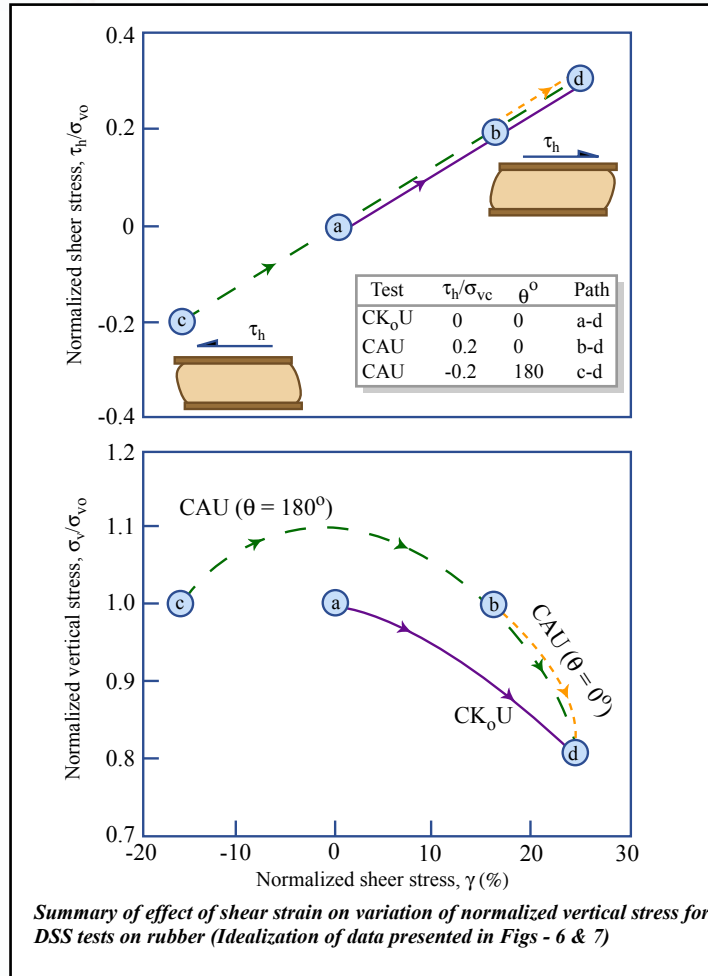 0.4
0.2
0
-0.2
-0.4
Normalized sheer stress, τh/σvo
a
b
c
d
τh
τh
Test τh/σvc θ° Path
CKoU 0 0 a-d
CAU 0.2 0 b-d
CAU -0.2 180 c-d
1.2
1.1
1.0
0.9
0.8
0.7
Normalized vertical stress, σv/σvo
CAU (θ = 180°)
c
a
b
CAU (θ = 0°)
CKoU
d
-20 -10 0 10 20 30
Normalized sheer stress, γ (%)
Summary of effect of shear strain on variation of normalized vertical stress for
DSS tests on rubber (Idealization of data presented in Figs - 6 & 7)